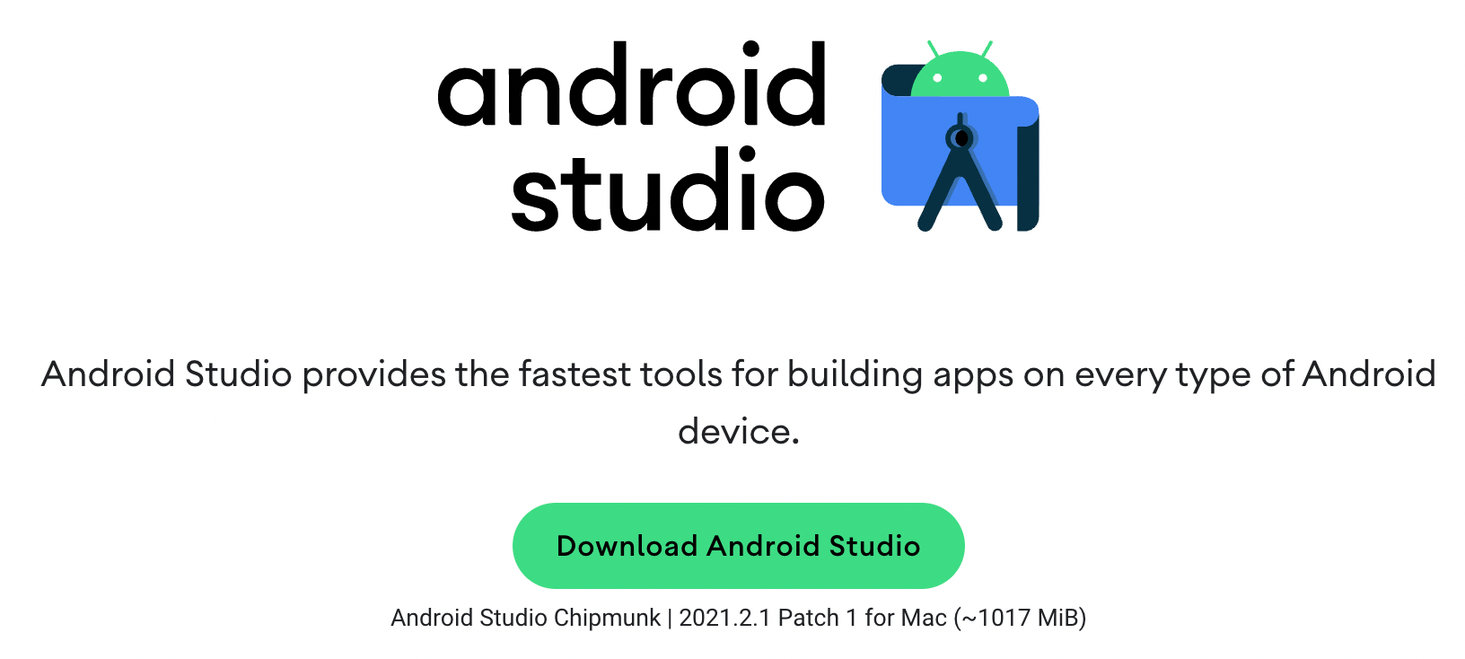 android
studio
Android Studio provides the fastest tools for building apps on every type of Android
device.
Download Android Studio
Android Studio Chipmunk | 2021.2.1 Patch 1 for Mac (~1017 MiB)